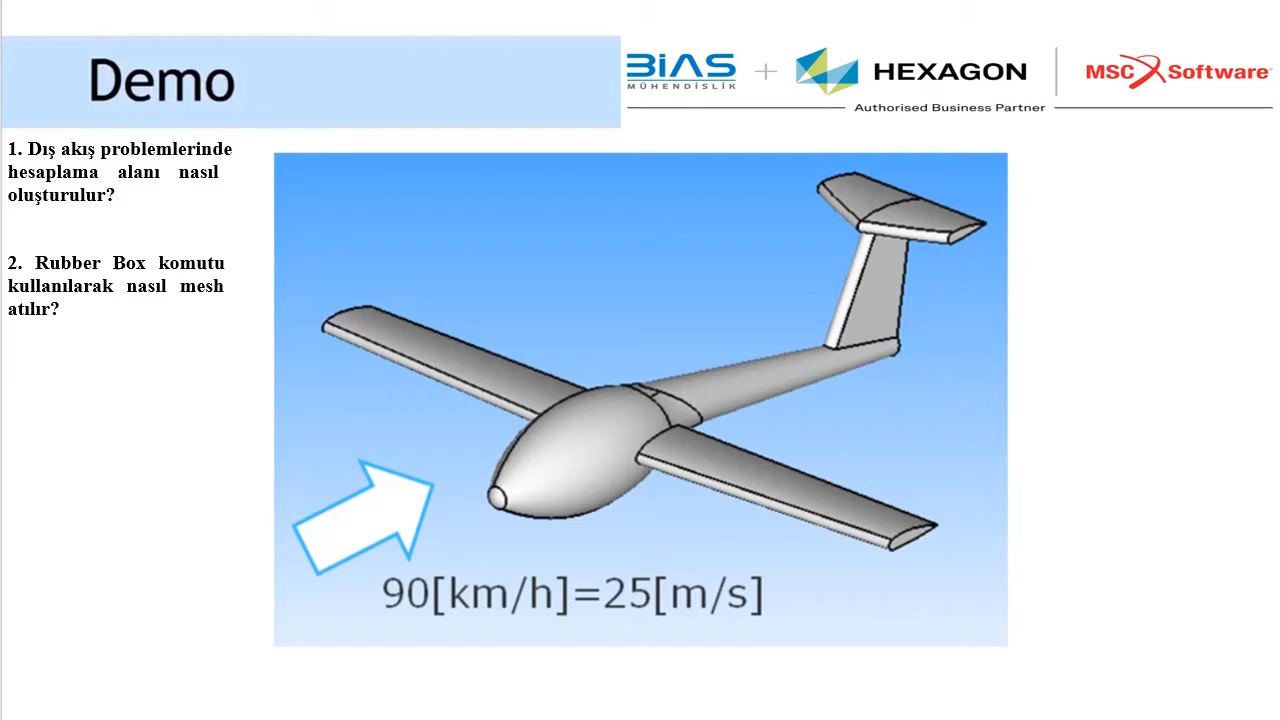 Demo
BiAS
MÜHENDİSLİK
HEXAGON
MSC Software
Authorised Business Partner
1. Dış akış problemlerinde
hesaplama alanı nasıl
oluşturulur?
2. Rubber Box komutu
kullanılarak nasıl mesh
atılır?
90[km/h]=25[m/s]